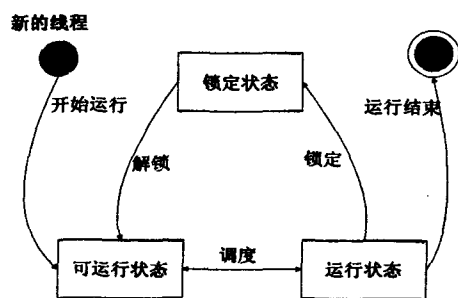 新的线程
锁定状态
开始运行
运行结束
解锁
锁定
调度
可运行状态
运行状态